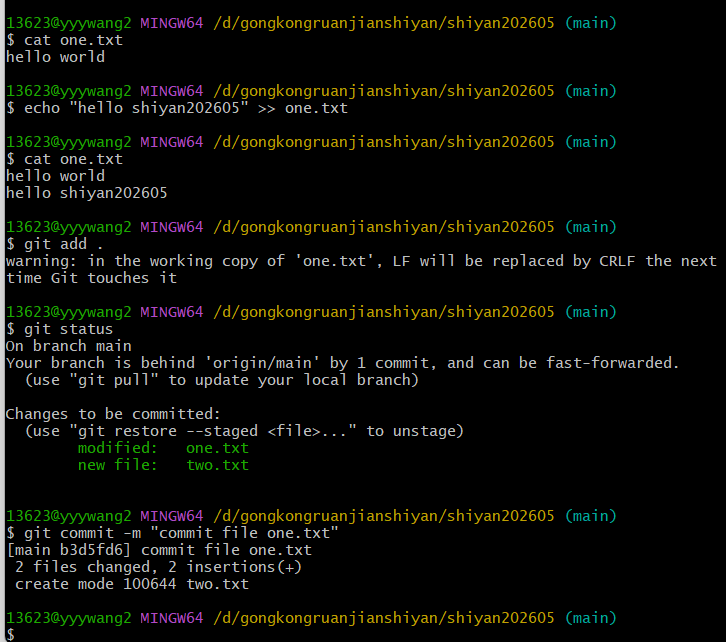 13623@yyywang2 MINGW64 /d/gongkongruanjianshiyan/shiyan202605 (main)
$ cat one.txt
hello world
13623@yyywang2 MINGW64 /d/gongkongruanjianshiyan/shiyan202605 (main)
$ echo "hello shiyan202605" >> one.txt
13623@yyywang2 MINGW64 /d/gongkongruanjianshiyan/shiyan202605 (main)
$ cat one.txt
hello world
hello shiyan202605
13623@yyywang2 MINGW64 /d/gongkongruanjianshiyan/shiyan202605 (main)
$ git add .
warning: in the working copy of 'one.txt', LF will be replaced by CRLF the next
time Git touches it
13623@yyywang2 MINGW64 /d/gongkongruanjianshiyan/shiyan202605 (main)
$ git status
On branch main
Your branch is behind 'origin/main' by 1 commit, and can be fast-forwarded.
  (use "git pull" to update your local branch)
Changes to be committed:
  (use "git restore --staged <file>..." to unstage)
        modified:   one.txt
        new file:   two.txt
13623@yyywang2 MINGW64 /d/gongkongruanjianshiyan/shiyan202605 (main)
$ git commit -m "commit file one.txt"
[main b3d5fd6] commit file one.txt
 2 files changed, 2 insertions(+)
 create mode 100644 two.txt
13623@yyywang2 MINGW64 /d/gongkongruanjianshiyan/shiyan202605 (main)
$